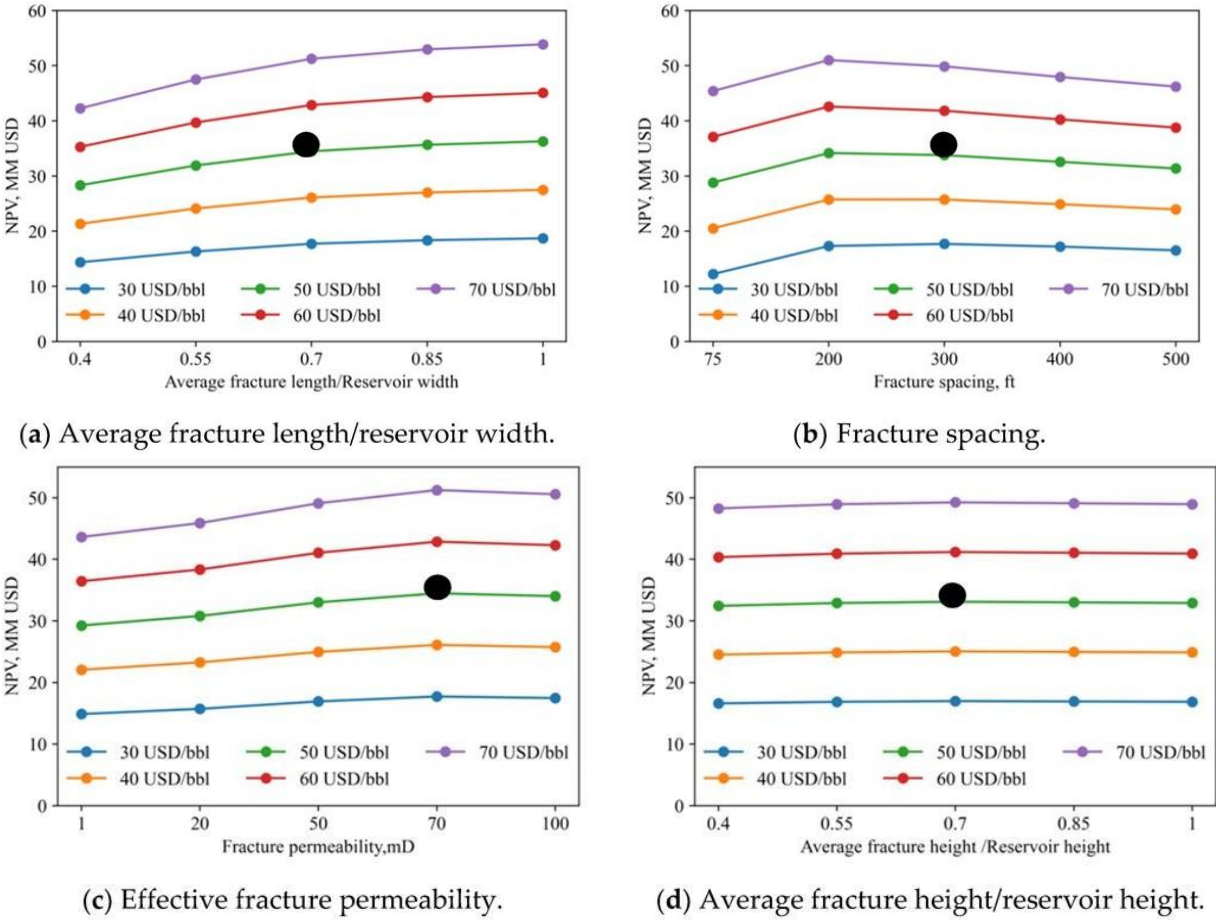 60
50
40
30
20
10
0
NPV, MM USD
30 USD/bbl 50 USD/bbl 70 USD/bbl
40 USD/bbl 60 USD/bbl
0.4 0.55 0.7 0.85 1
Average fracture length/Reservoir width
(a) Average fracture length/reservoir width.
60
50
40
30
20
10
0
NPV, MM USD
30 USD/bbl 50 USD/bbl 70 USD/bbl
40 USD/bbl 60 USD/bbl
75 200 300 400 500
Fracture spacing, ft
(b) Fracture spacing.
50
40
30
20
10
0
NPV, MM USD
30 USD/bbl 50 USD/bbl 70 USD/bbl
40 USD/bbl 60 USD/bbl
1 20 50 70 100
Fracture permeability,mD
(c) Effective fracture permeability.
50
40
30
20
10
0
NPV, MM USD
30 USD/bbl 50 USD/bbl 70 USD/bbl
40 USD/bbl 60 USD/bbl
0.4 0.55 0.7 0.85 1
Average fracture height /Reservoir height
(d) Average fracture height/reservoir height.